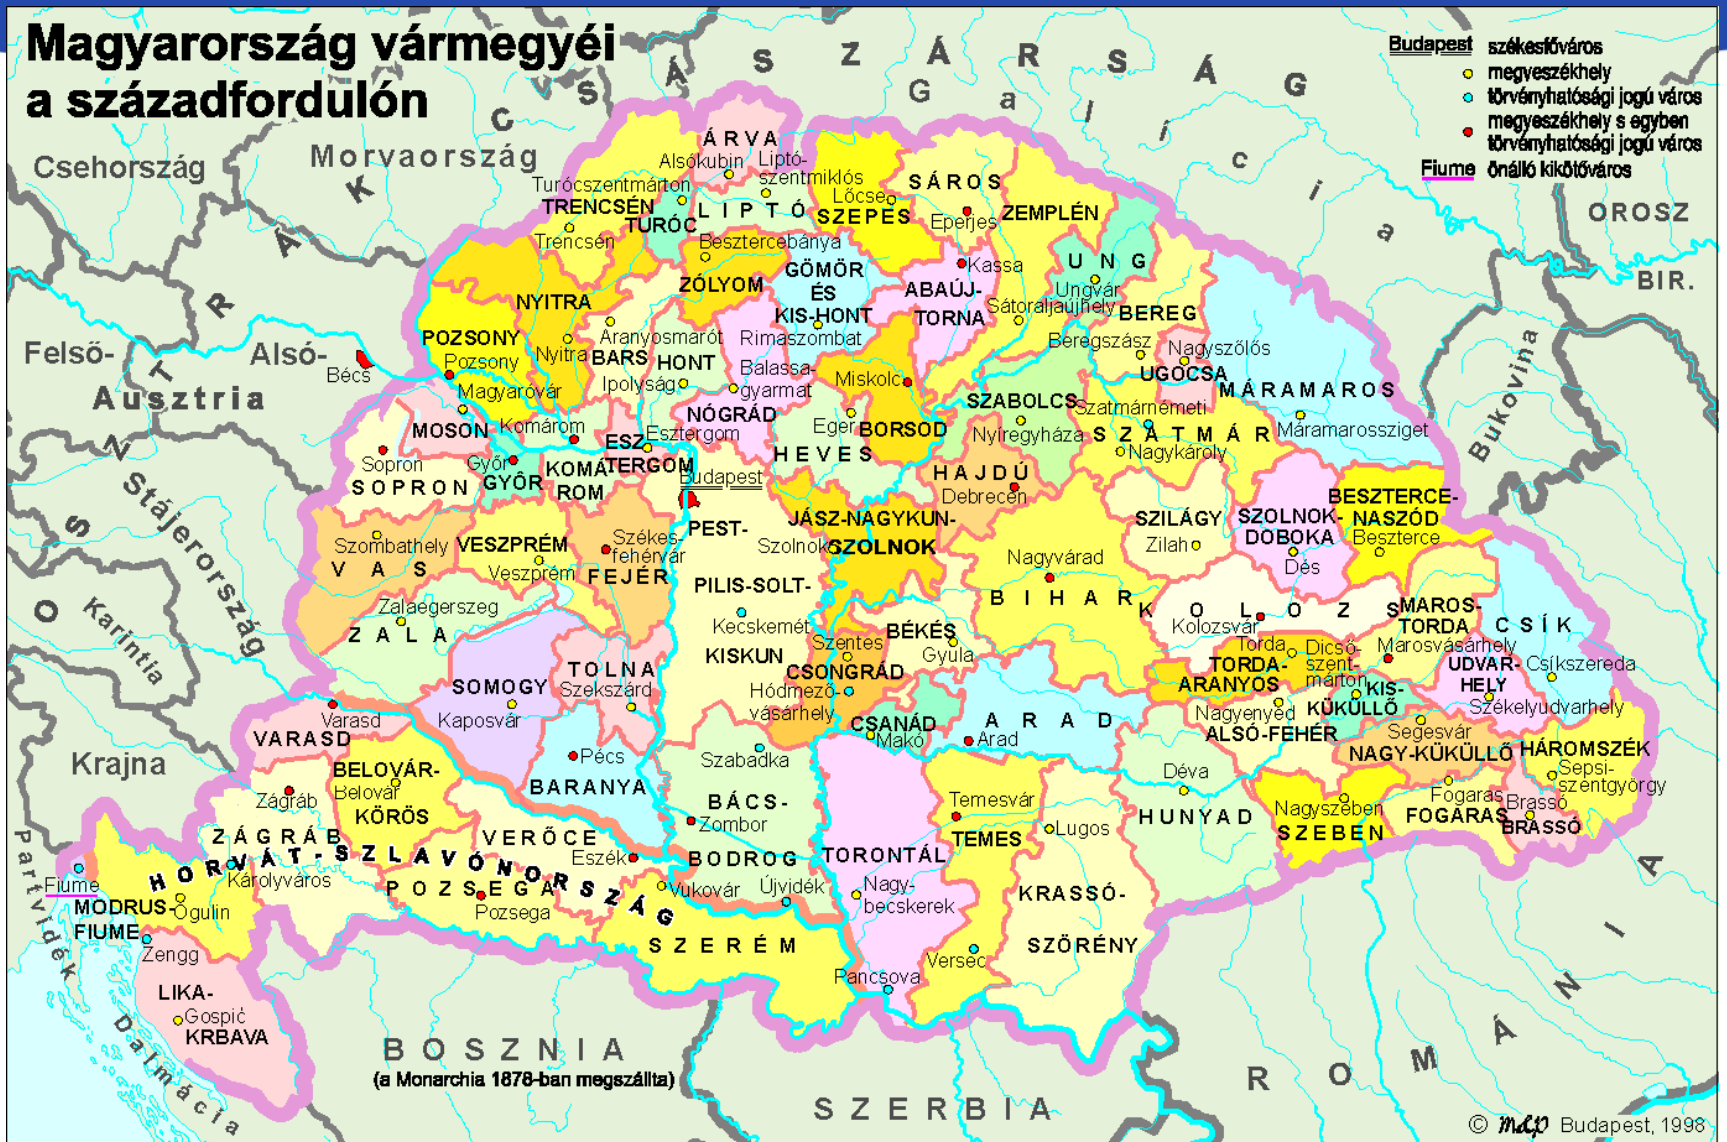 Magyarország vármegyéi
a századfordulón
Budapest székesfőváros
megyeszékhely
törvényhatósági jogú város
megyeszékhely s egyben
törvényhatósági jogú város
Fiume önálló kikötőváros
CSÁSZÁRSÁG
OSZTRÁK
Galícia
Csehország
Morvaország
OROSZ
BIR.
Felső-
Alsó-
Ausztria
Bécs
Bukovina
Stájerország
Karintia
Krajna
Partvidék
Dalmácia
BOSZNIA
(a Monarchia 1878-ban megszállta)
SZERBIA
ROMÁNIA
ÁRVA
Alsókubin
Liptó-
szentmiklós
Turócszentmárton
TRENCSÉN
Trencsén
TURÓC
LIPTÓ
SZEPES
Lőcse
SÁROS
Eperjes
ZEMPLÉN
Besztercebánya
ZÓLYOM
GÖMÖR
ÉS
KIS-HONT
Rimaszombat
ABAÚJ-
TORNA
Kassa
Sátoraljaújhely
UNG
Ungvár
BEREG
Beregszász
NYITRA
Nyitra
POZSONY
Pozsony
Magyaróvár
MOSON
BARS
Aranyosmarót
HONT
Ipolyság
Balassa-
gyarmat
NÓGRÁD
Miskolc
BORSOD
Eger
HEVES
SZABOLCS
Nyíregyháza
Nagyszőlős
UGOCSA
MÁRAMAROS
Máramarossziget
Szatmárnémeti
SZATMÁR
Nagykároly
Komárom
ESZ
TERGOM
Esztergom
KOMÁ
ROM
Győr
GYŐR
Sopron
SOPRON
Budapest
PEST-
PILIS-SOLT-
KISKUN
Kecskemét
HAJDÚ
Debrecen
JÁSZ-NAGYKUN-
SZOLNOK
Szolnok
SZILÁGY
Zilah
SZOLNOK-
DOBOKA
Dés
BESZTERCE-
NASZÓD
Beszterce
Szombathely
VAS
VESZPRÉM
Veszprém
Székes-
fehérvár
FEJÉR
Nagyvárad
BIHAR
KOLOZS
Kolozsvár
MAROS-
TORDA
Marosvásárhely
CSÍK
Csíkszereda
Zalaegerszeg
ZALA
SOMOGY
Kaposvár
TOLNA
Szekszárd
Szentes
CSONGRÁD
Hódmező-
vásárhely
BÉKÉS
Gyula
Torda
TORDA-
ARANYOS
Dicső-
szent-
márton
KIS-
KÜKÜLLŐ
UDVAR-
HELY
Székelyudvarhely
CSANÁD
Makó
ARAD
Arad
Nagyenyed
ALSÓ-FEHÉR
Segesvár
NAGY-KÜKÜLLŐ
HÁROMSZÉK
Sepsi-
szentgyörgy
Varasd
VARASD
Pécs
BARANYA
Szabadka
BÁCS-
Zombor
BODROG
Újvidék
Temesvár
TEMES
Lugos
Déva
HUNYAD
Nagyszeben
SZEBEN
Fogaras
FOGARAS
Brassó
BRASSÓ
BELOVÁR-
Belovár
KÖRÖS
Zágráb
ZÁGRÁB
VERŐCE
Eszék
HORVÁT-SZLAVÓNORSZÁG
Károlyváros
POZSEGA
Pozsega
Vukovár
TORONTÁL
Nagy-
becskerek
KRASSÓ-
SZÖRÉNY
Fiume
MODRUS-
FIUME
Ogulin
Zengg
LIKA-
Gospić
KRBAVA
SZERÉM
Pancsova
Versec
© MLP Budapest, 1998